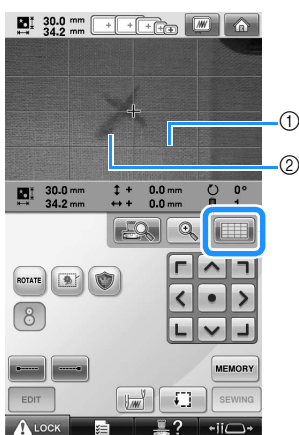 30.0 mm
34.2 mm
1
2
30.0 mm + 0.0 mm 0°
34.2 mm + 0.0 mm 1
ROTATE
8
MEMORY
EDIT
SEWING
LOCK
?